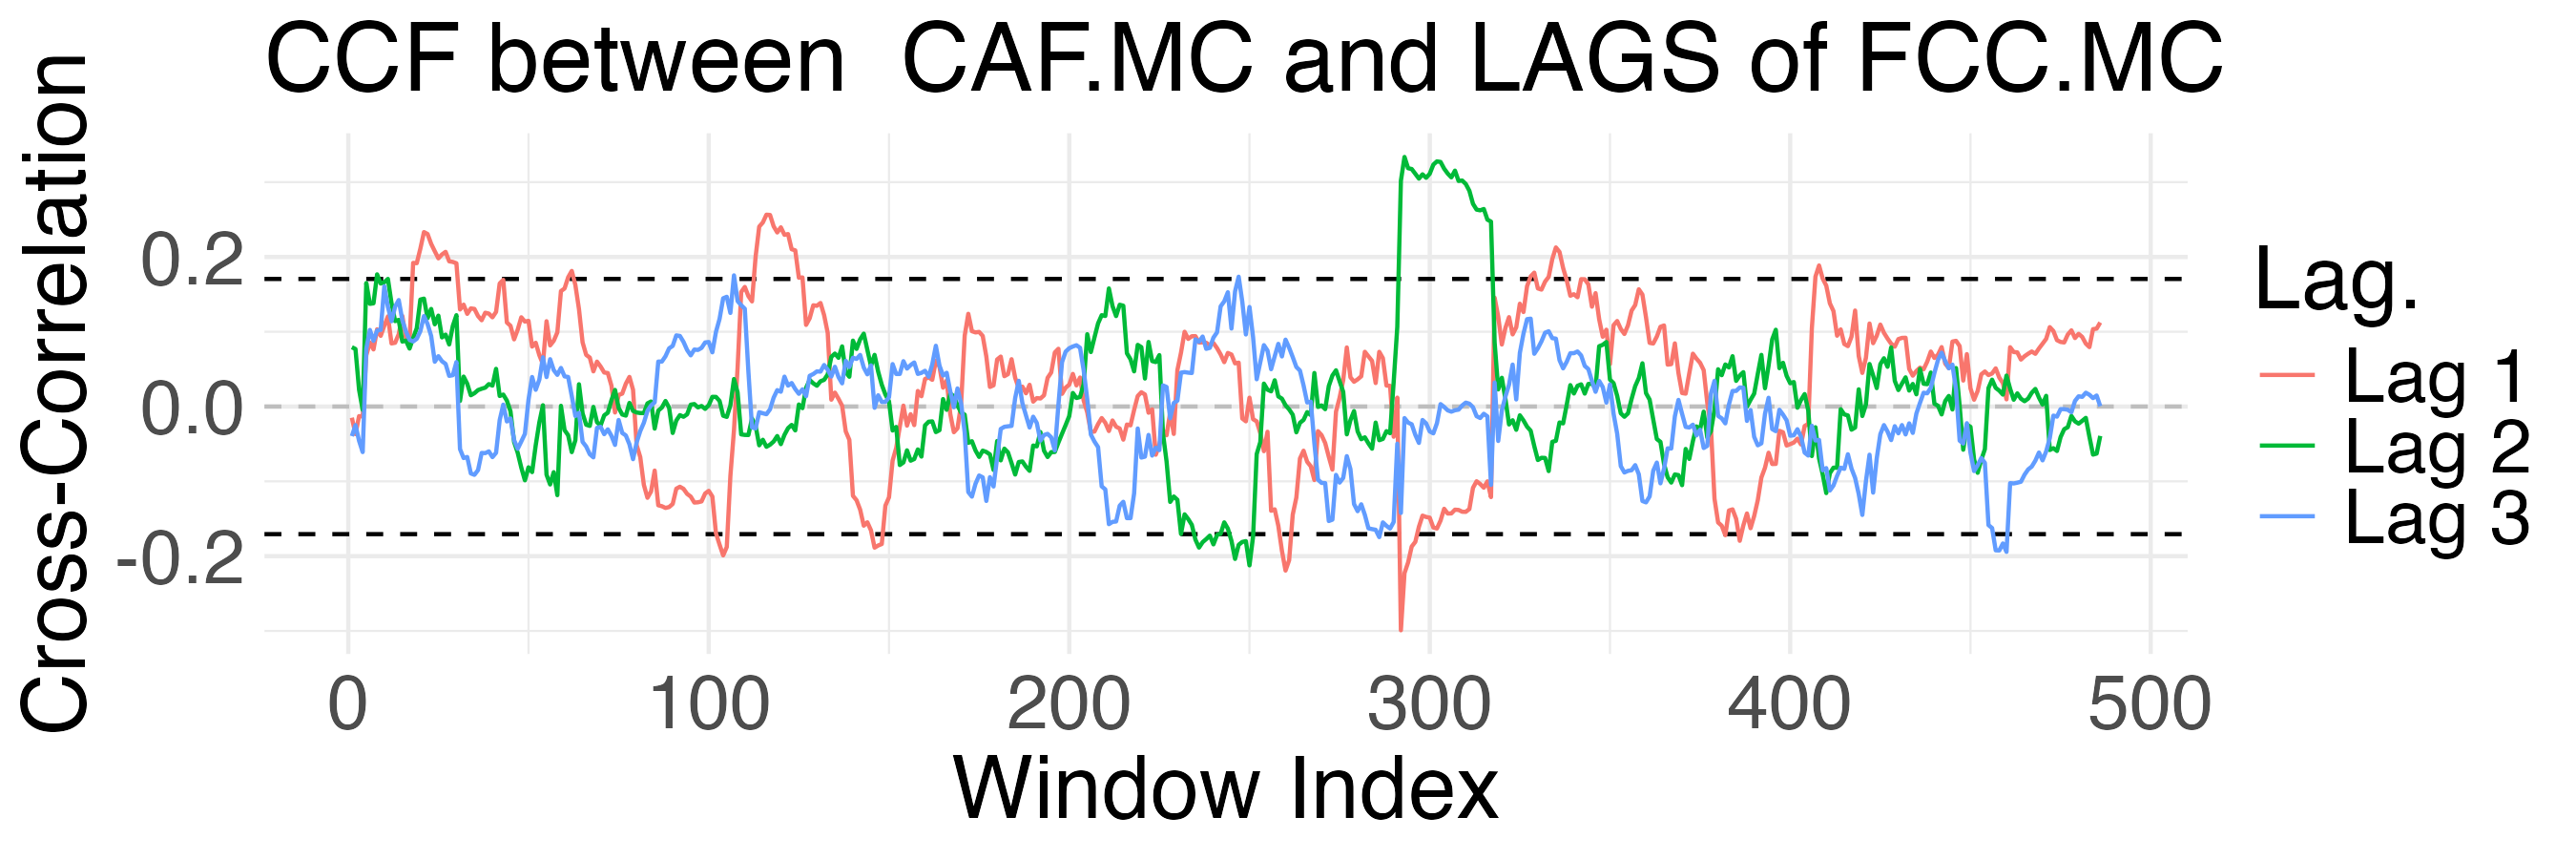 CCF between  CAF.MC and LAGS of FCC.MC
Cross-Correlation
0.2
0.0
-0.2
0 100 200 300 400 500
Window Index
Lag.
Lag 1
Lag 2
Lag 3